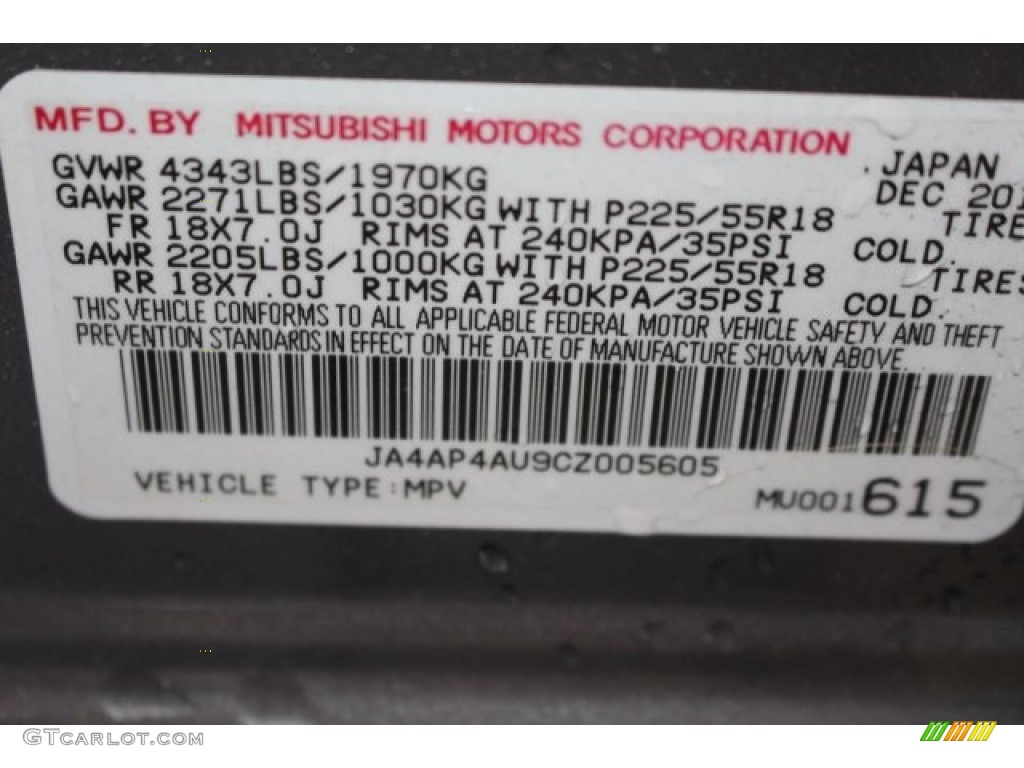 MFD. BY MITSUBISHI MOTORS CORPORATION
GVWR 4343LBS/1970KG . JAPAN
GAWR 2271LBS/1030KG WITH P225/55R18 DEC 201
FR 18X7.0J RIMS AT 240KPA/35PSI COLD. TIRE
GAWR 2205LBS/1000KG WITH P225/55R18 TIRES
RR 18X7.0J RIMS AT 240KPA/35PSI COLD.
THIS VEHICLE CONFORMS TO ALL APPLICABLE FEDERAL MOTOR VEHICLE SAFETY AND THEFT
PREVENTION STANDARDS IN EFFECT ON THE DATE OF MANUFACTURE SHOWN ABOVE.
JA4AP4AU9CZ005605
VEHICLE TYPE:MPV MU001615
GTCarLot.com